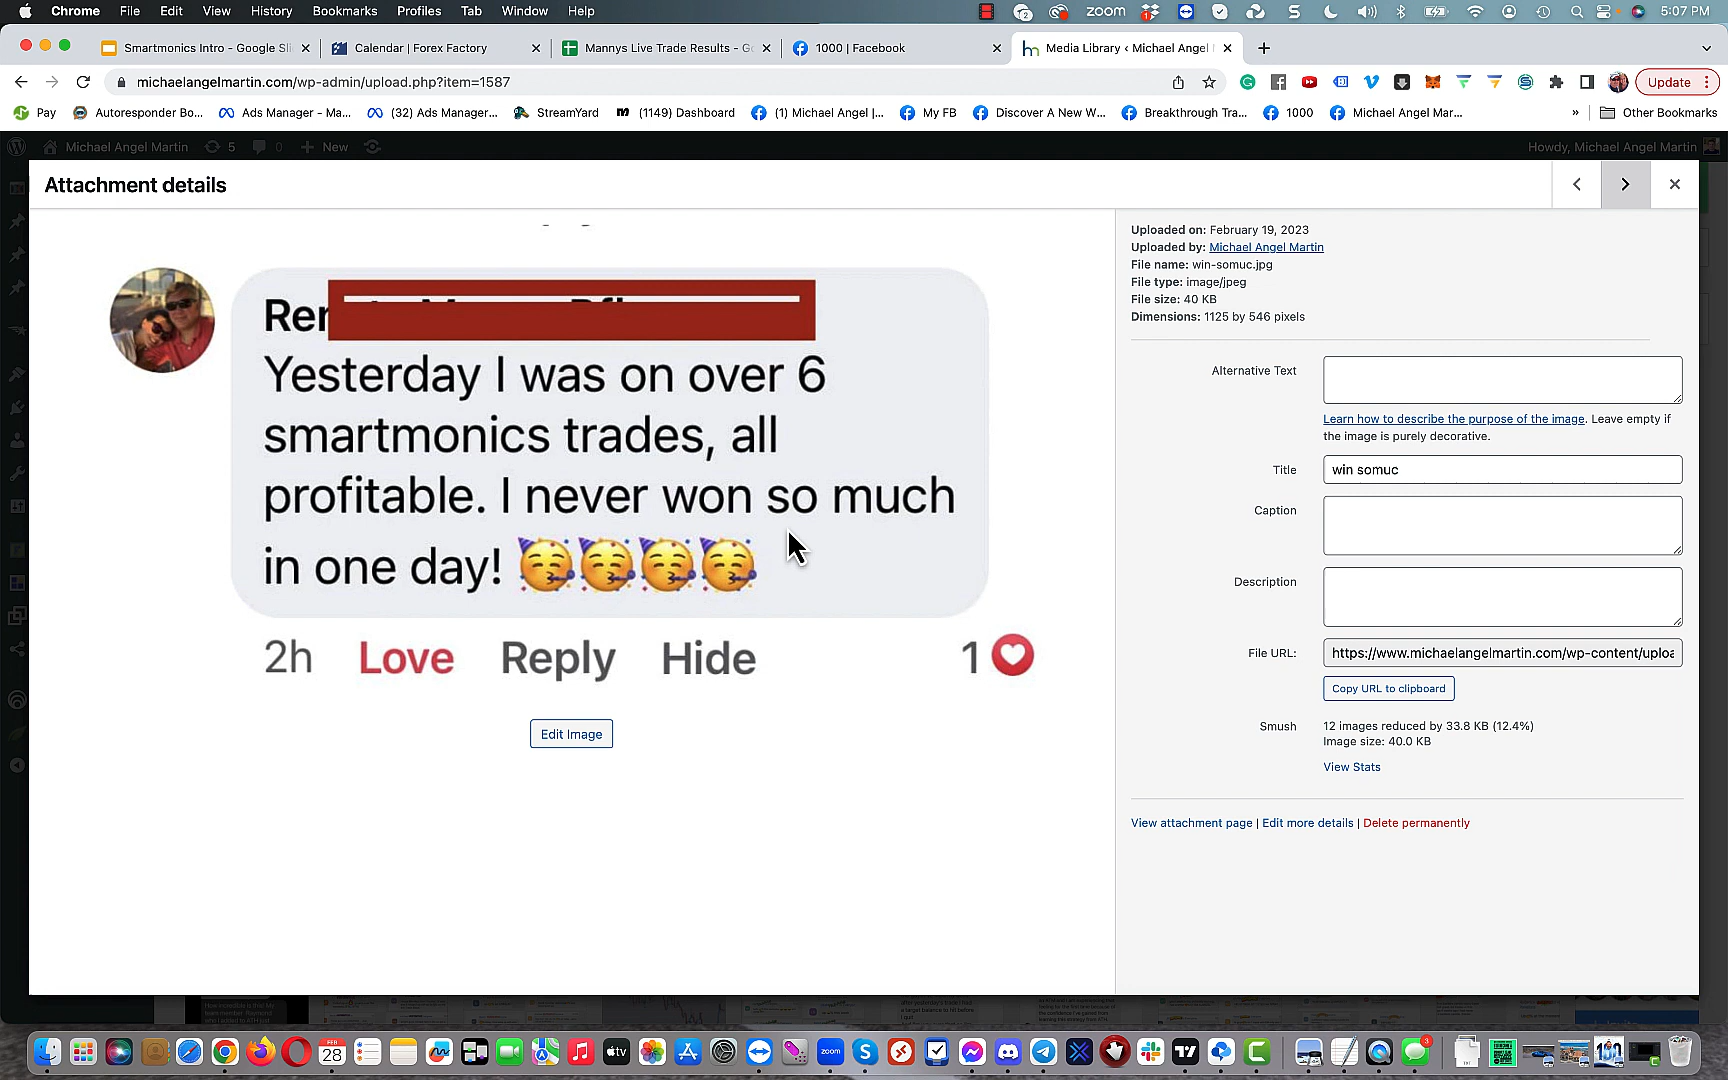 Chrome File Edit View History Bookmarks Profiles Tab Window Help zoom 5:07 PM
Smartmonics Intro - Google Sli Calendar | Forex Factory Mannys Live Trade Results - Go 1000 | Facebook Media Library ‹ Michael Angel
michaelangelmartin.com/wp-admin/upload.php?item=1587 Update
Pay Autoresponder Bo... Ads Manager - Ma... (32) Ads Manager... StreamYard (1149) Dashboard (1) Michael Angel |... My FB Discover A New W... Breakthrough Tra... 1000 Michael Angel Mar... » Other Bookmarks
Michael Angel Martin 5 0 New Howdy, Michael Angel Martin
Attachment details
Ren
Yesterday I was on over 6
smartmonics trades, all
profitable. I never won so much
in one day! 🥳🥳🥳🥳
2h Love Reply Hide 1
Edit Image
Uploaded on: February 19, 2023
Uploaded by: Michael Angel Martin
File name: win-somuc.jpg
File type: image/jpeg
File size: 40 KB
Dimensions: 1125 by 546 pixels
Alternative Text
Learn how to describe the purpose of the image. Leave empty if
the image is purely decorative.
Title win somuc
Caption
Description
File URL: https://www.michaelangelmartin.com/wp-content/uploa
Copy URL to clipboard
Smush 12 images reduced by 33.8 KB (12.4%)
Image size: 40.0 KB
View Stats
View attachment page | Edit more details | Delete permanently
FEB
28 tv zoom 3